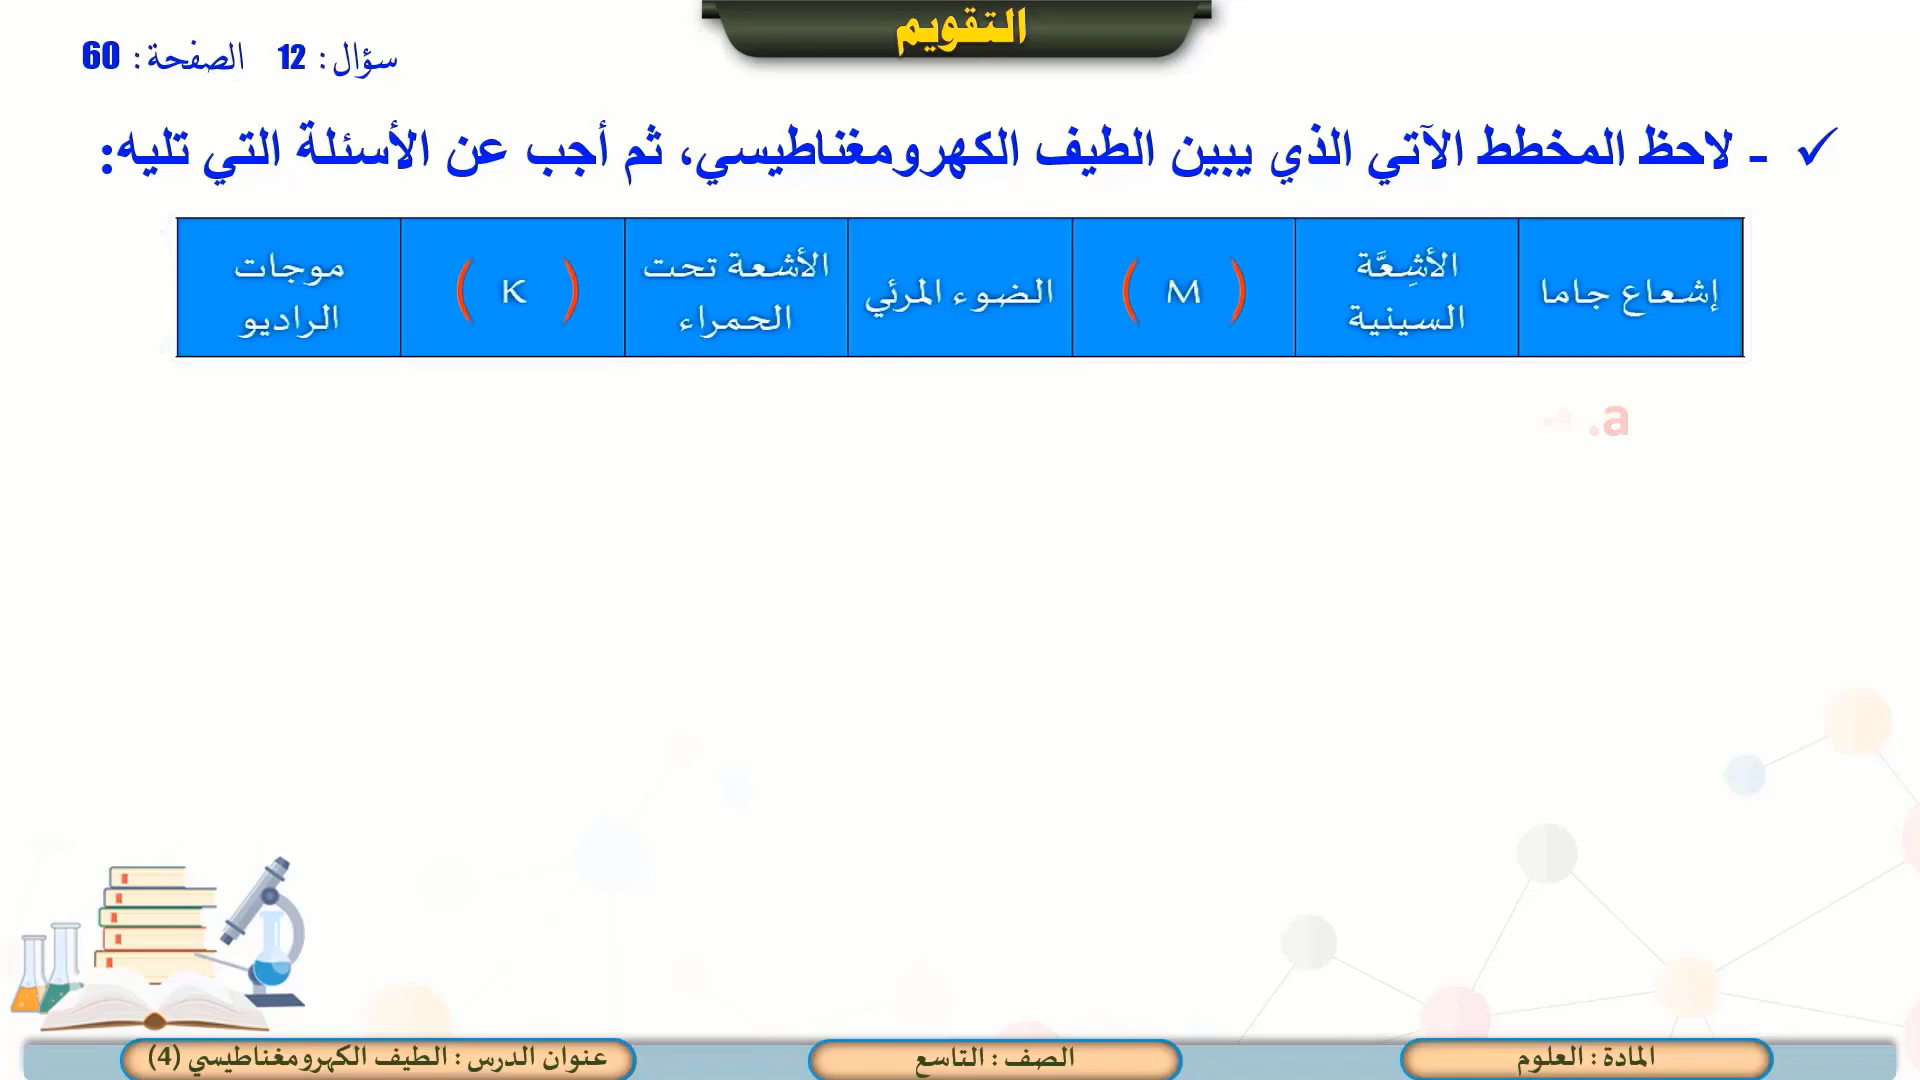 التقويم
سؤال: 12 الصفحة: 60
✓ - لاحظ المخطط الآتي الذي يبين الطيف الكهرومغناطيسي، ثم أجب عن الأسئلة التي تليه:
إشعاع جاما
الأشِعَّة
السينية
( M )
الضوء المرئي
الأشعة تحت
الحمراء
( K )
موجات
الراديو
a.
المادة : العلوم
الصف : التاسع
عنوان الدرس : الطيف الكهرومغناطيسي (4)